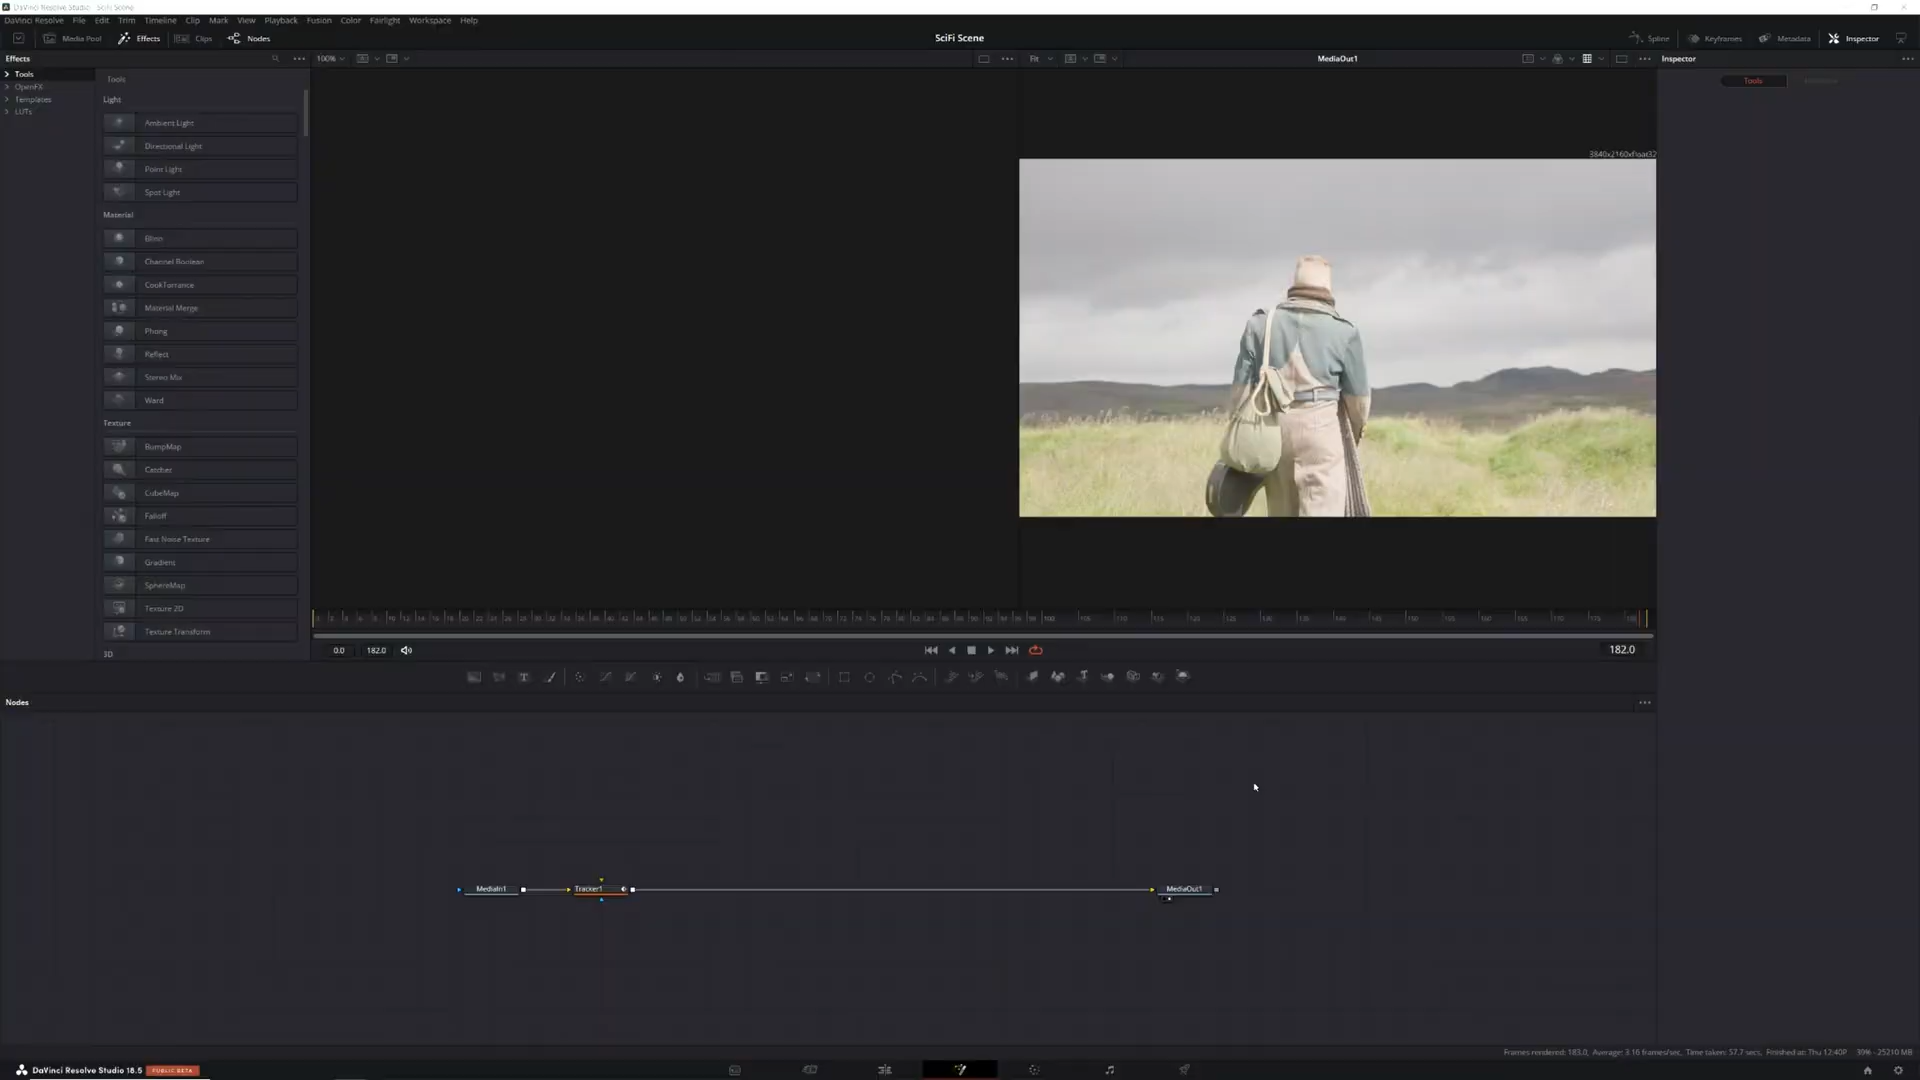 DaVinci Resolve Studio - SciFi Scene
DaVinci Resolve File Edit Trim Timeline Clip Mark View Playback Fusion Color Fairlight Workspace Help
Media Pool Effects Clips Nodes SciFi Scene Spline Keyframes Metadata Inspector
Effects 100% Fit MediaOut1 Inspector
Tools
OpenFX
Templates
LUTs
Tools
Light
Ambient Light
Directional Light
Point Light
Spot Light
Material
Blinn
Channel Boolean
CookTorrance
Material Merge
Phong
Reflect
Stereo Mix
Ward
Texture
BumpMap
Catcher
CubeMap
Falloff
Fast Noise Texture
Gradient
SphereMap
Texture 2D
Texture Transform
3D
3840x2160xfloat32
Tools
0.0 182.0 182.0
Nodes
MediaIn1 Tracker1 MediaOut1
Frames rendered: 183.0, Average: 3.16 frames/sec, Time taken: 57.7 secs, Finished at: Thu 12:40P 39% - 25210 MB
DaVinci Resolve Studio 18.5 PUBLIC BETA